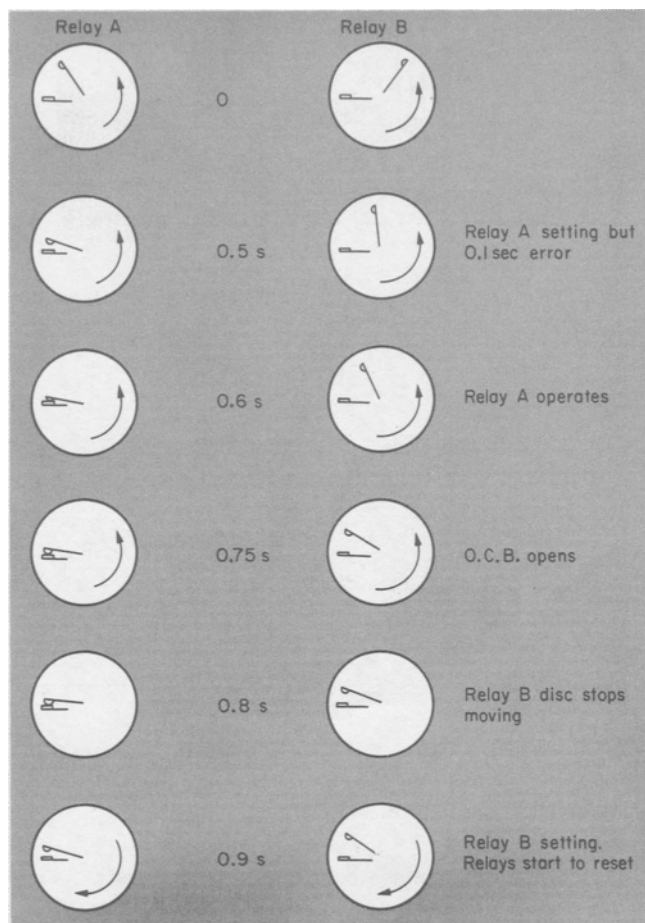 Relay A Relay B
0
0.5 s
Relay A setting but
0.1 sec error
0.6 s
Relay A operates
0.75 s
O.C.B. opens
0.8 s
Relay B disc stops
moving
0.9 s
Relay B setting.
Relays start to reset